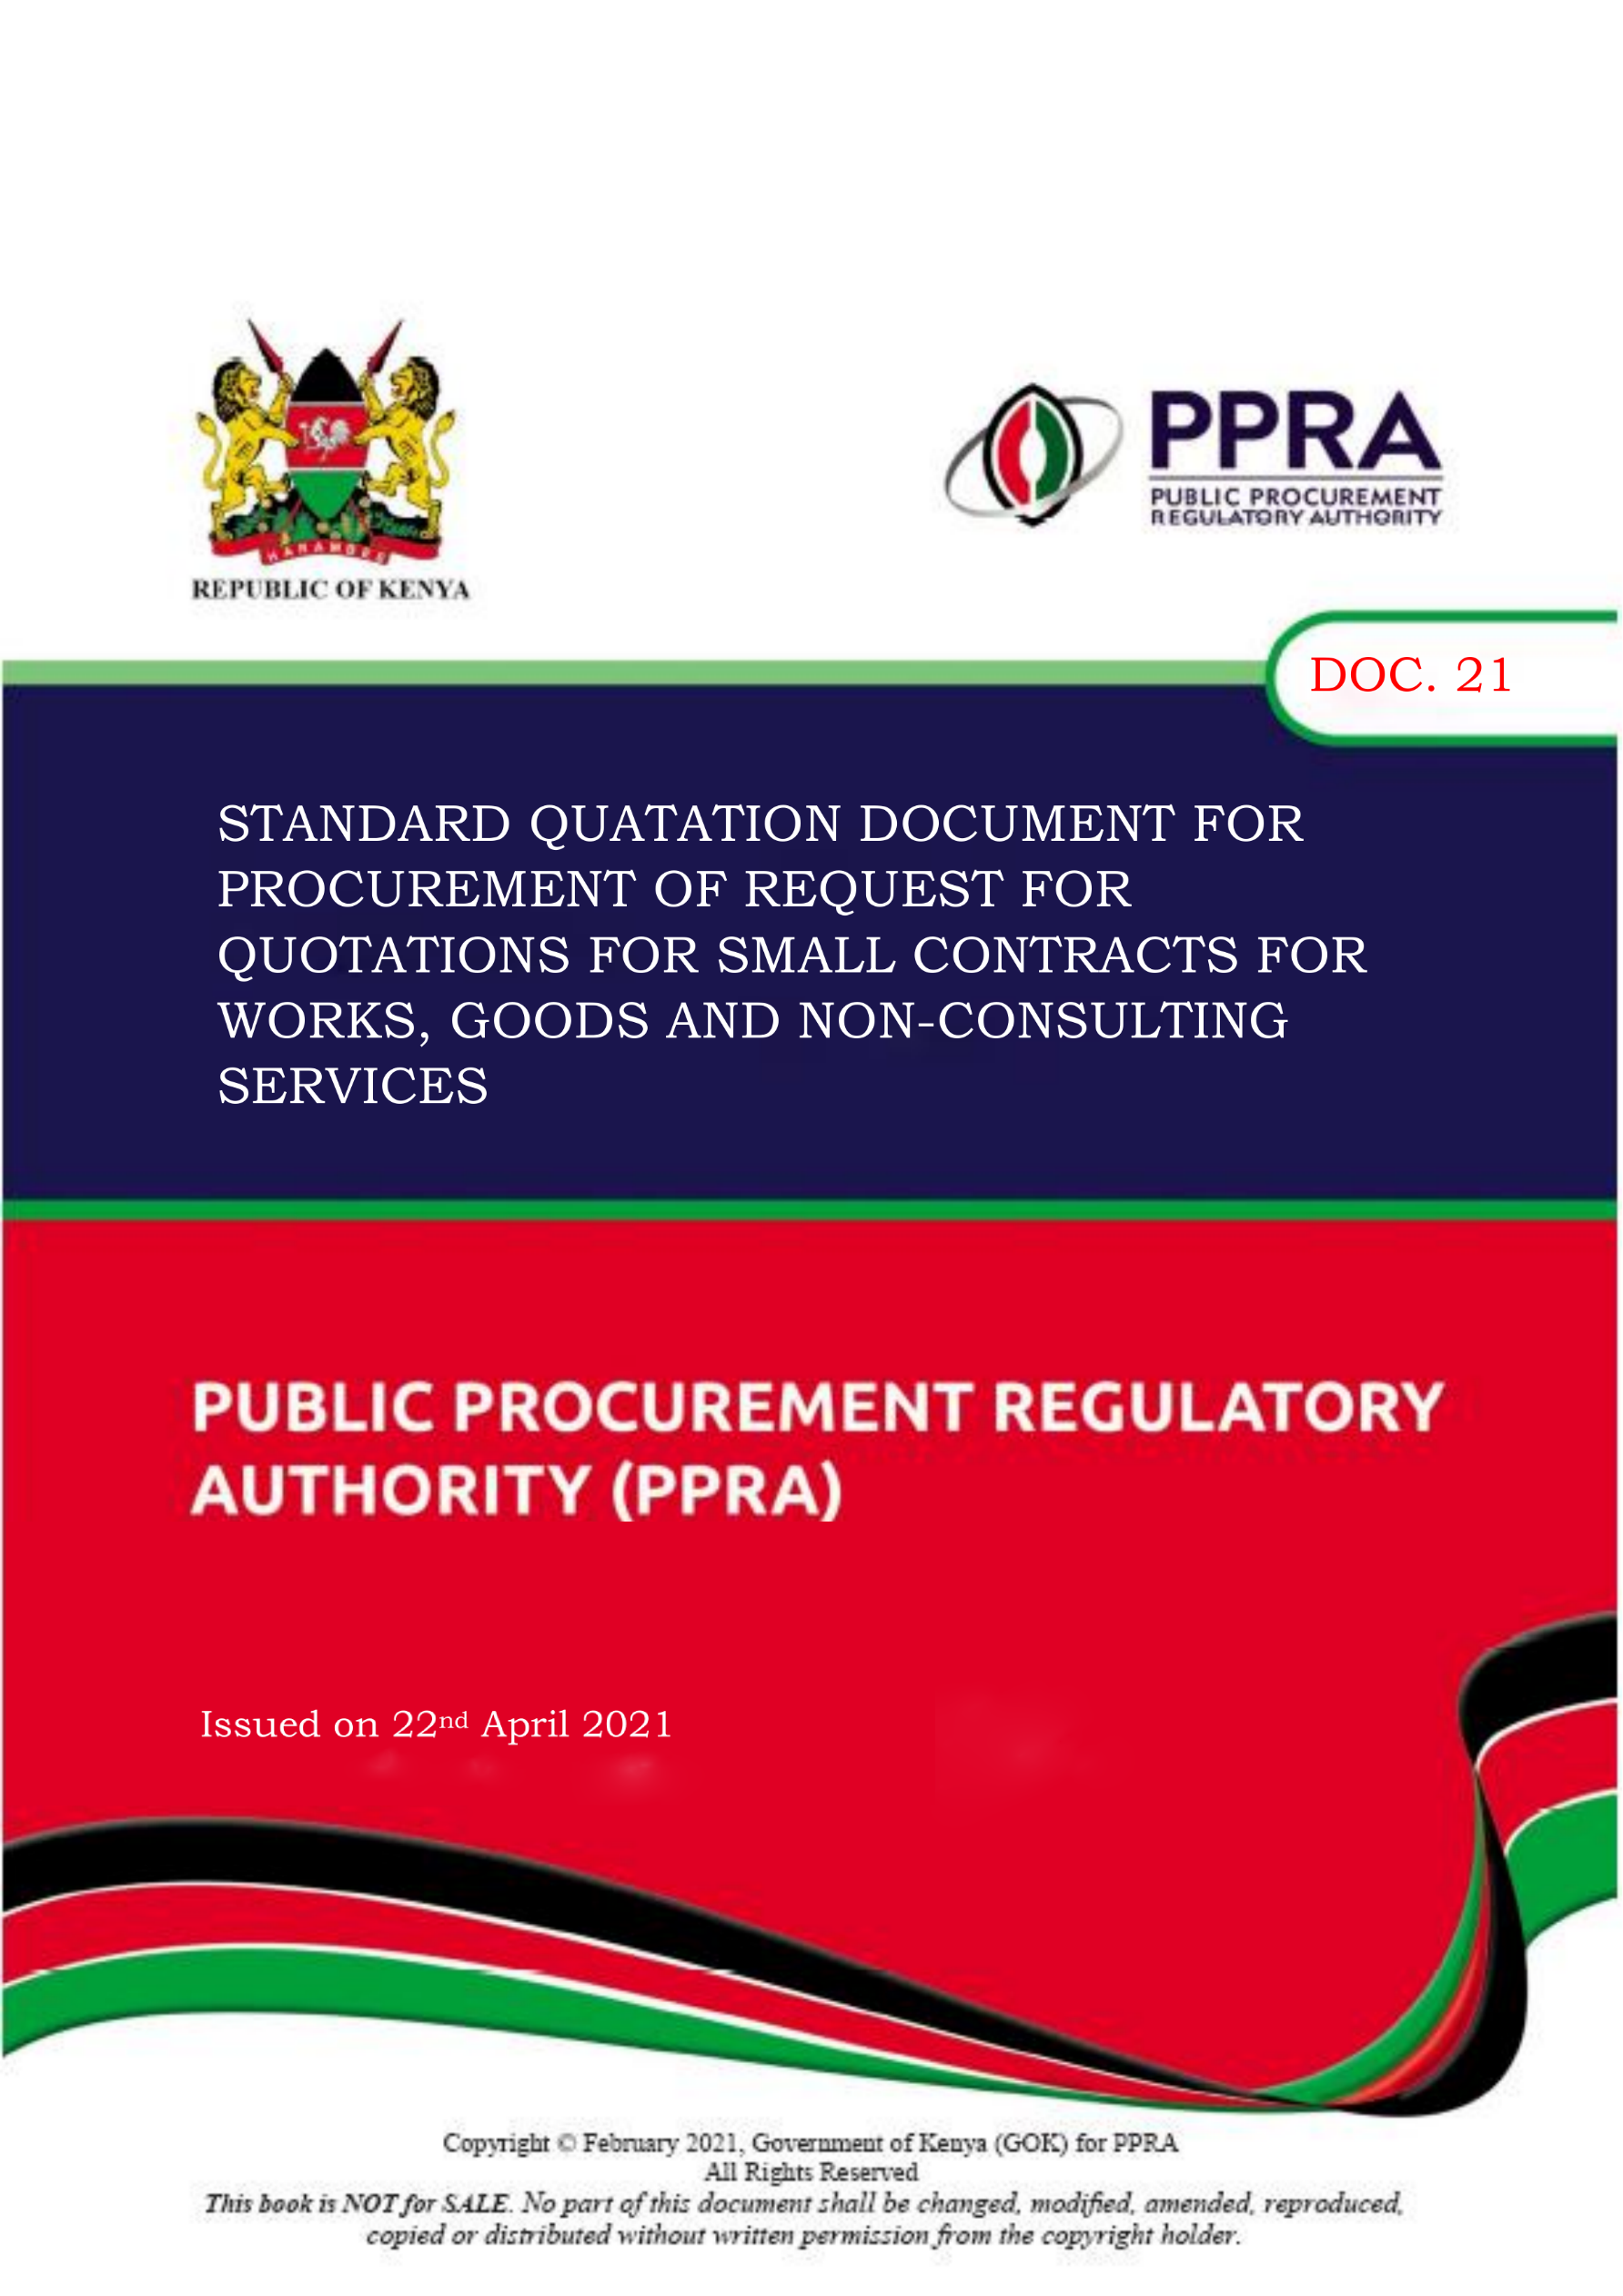 HARAMBEE
REPUBLIC OF KENYA
PPRA
PUBLIC PROCUREMENT
REGULATORY AUTHORITY
DOC. 21
STANDARD QUATATION DOCUMENT FOR
PROCUREMENT OF REQUEST FOR
QUOTATIONS FOR SMALL CONTRACTS FOR
WORKS, GOODS AND NON-CONSULTING
SERVICES
PUBLIC PROCUREMENT REGULATORY
AUTHORITY (PPRA)
Issued on 22nd April 2021
Copyright © February 2021, Government of Kenya (GOK) for PPRA
All Rights Reserved
This book is NOT for SALE. No part of this document shall be changed, modified, amended, reproduced,
copied or distributed without written permission from the copyright holder.